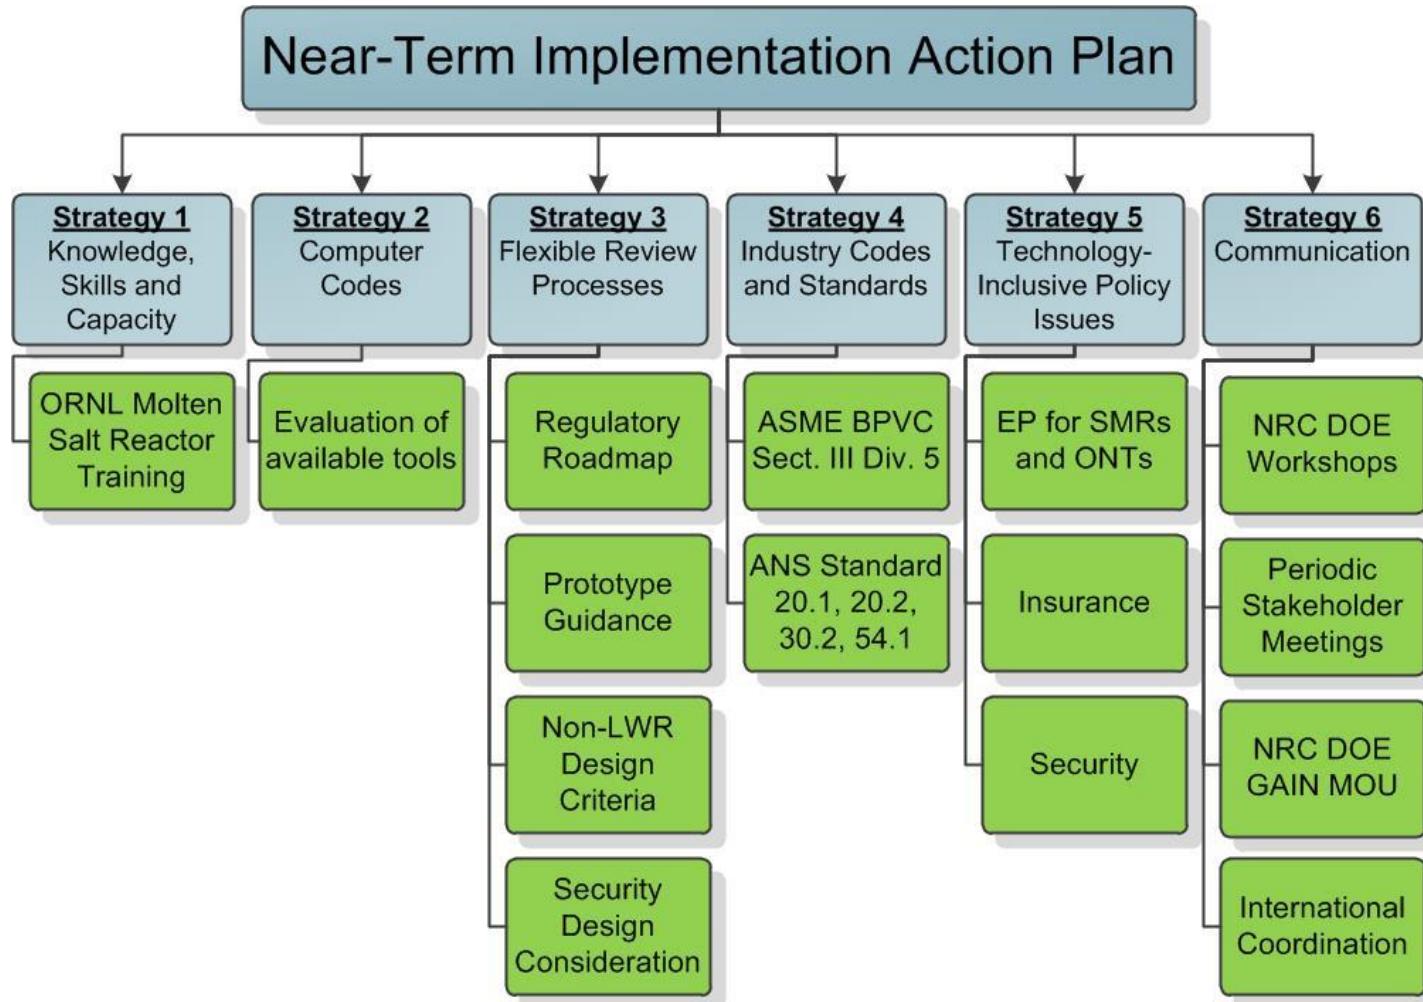 Near-Term Implementation Action Plan
Strategy 1
Knowledge,
Skills and
Capacity
ORNL Molten
Salt Reactor
Training
Strategy 2
Computer
Codes
Evaluation of
available tools
Strategy 3
Flexible Review
Processes
Regulatory
Roadmap
Prototype
Guidance
Non-LWR
Design
Criteria
Security
Design
Consideration
Strategy 4
Industry Codes
and Standards
ASME BPVC
Sect. III Div. 5
ANS Standard
20.1, 20.2,
30.2, 54.1
Strategy 5
Technology-
Inclusive Policy
Issues
EP for SMRs
and ONTs
Insurance
Security
Strategy 6
Communication
NRC DOE
Workshops
Periodic
Stakeholder
Meetings
NRC DOE
GAIN MOU
International
Coordination